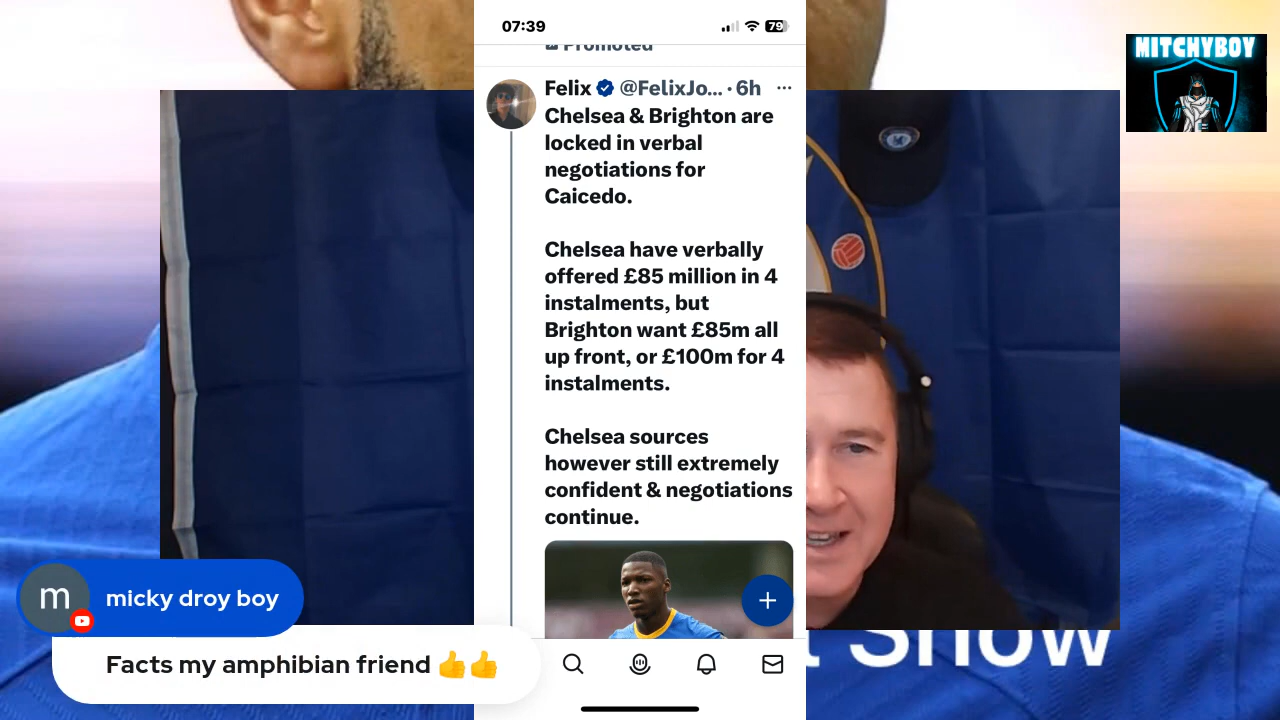 07:39
79
Promoted
MITCHYBOY
Felix @FelixJo... · 6h ...
Chelsea & Brighton are
locked in verbal
negotiations for
Caicedo.
Chelsea have verbally
offered £85 million in 4
instalments, but
Brighton want £85m all
up front, or £100m for 4
instalments.
Chelsea sources
however still extremely
confident & negotiations
continue.
m
micky droy boy
Facts my amphibian friend 👍👍
Show